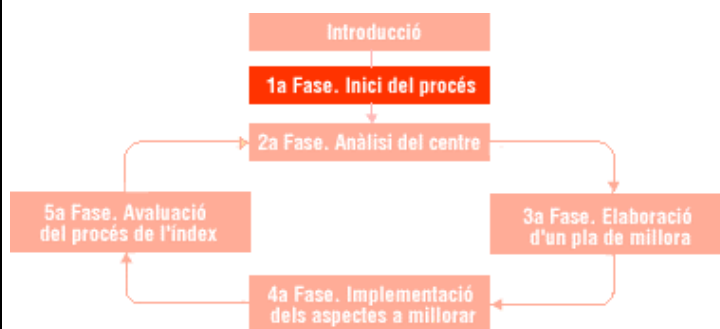 Introducció
1a Fase. Inici del procés
2a Fase. Anàlisi del centre
5a Fase. Avaluació
del procés de l'índex
3a Fase. Elaboració
d'un pla de millora
4a Fase. Implementació
dels aspectes a millorar